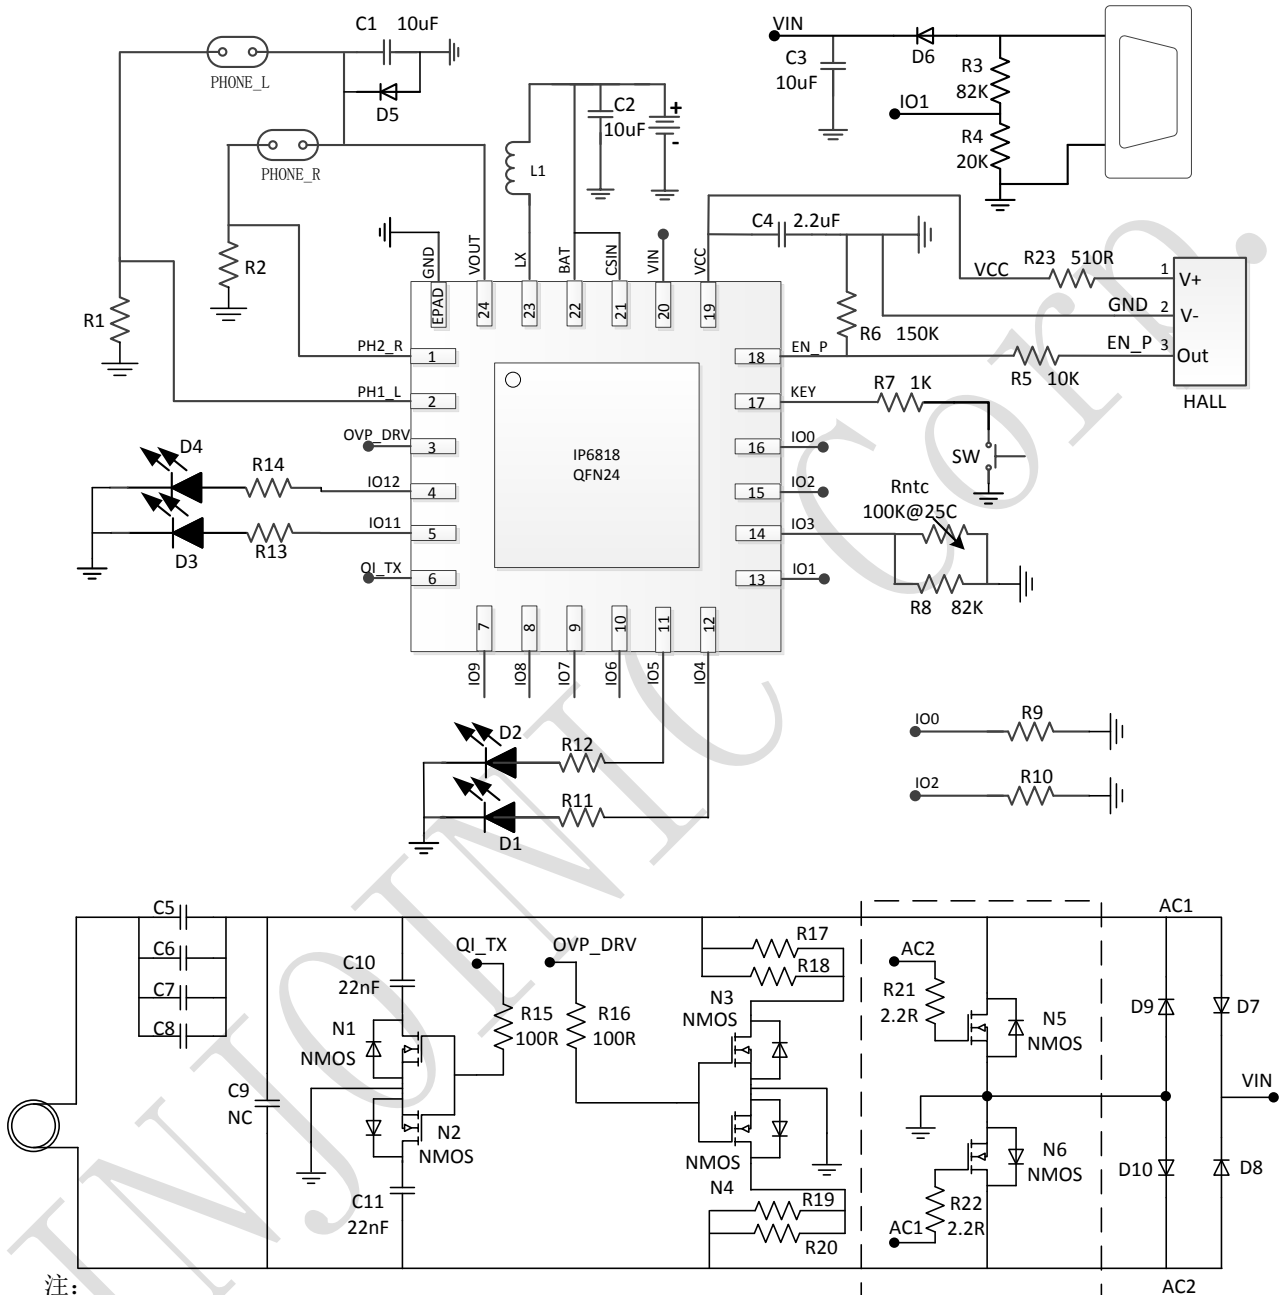 C1 10uF
PHONE_L
D5
PHONE_R
C2
10uF
+
-
L1
VIN
C3
10uF
D6
R3
82K
IO1
R4
20K
R2
R1
GND
VOUT
LX
BAT
CSIN
VIN
VCC
EPAD
24
23
22
21
20
19
C4 2.2uF
VCC
R23 510R
GND
EN_P
1
2
3
V+
V-
Out
HALL
R6 150K
R5 10K
PH2_R
1
PH1_L
2
OVP_DRV
3
IO12
4
IO11
5
QI_TX
6
18
EN_P
17
KEY
16
IO0
15
IO2
14
IO3
13
IO1
R7 1K
SW
Rntc
100K@25C
R8 82K
IP6818
QFN24
D4
R14
D3
R13
7
8
9
10
11
12
IO9
IO8
IO7
IO6
IO5
IO4
D2
R12
R11
D1
IO0
R9
IO2
R10
INJOINIC Corp.
C5
C6
C7
C8
C9
NC
C10
22nF
N1
NMOS
N2
NMOS
C11
22nF
QI_TX
R15
100R
OVP_DRV
R16
100R
R17
R18
N3
NMOS
NMOS
N4
R19
R20
AC2
R21
2.2R
N5
NMOS
N6
NMOS
R22
2.2R
AC1
AC1
D9
D7
VIN
D10
D8
AC2
注：